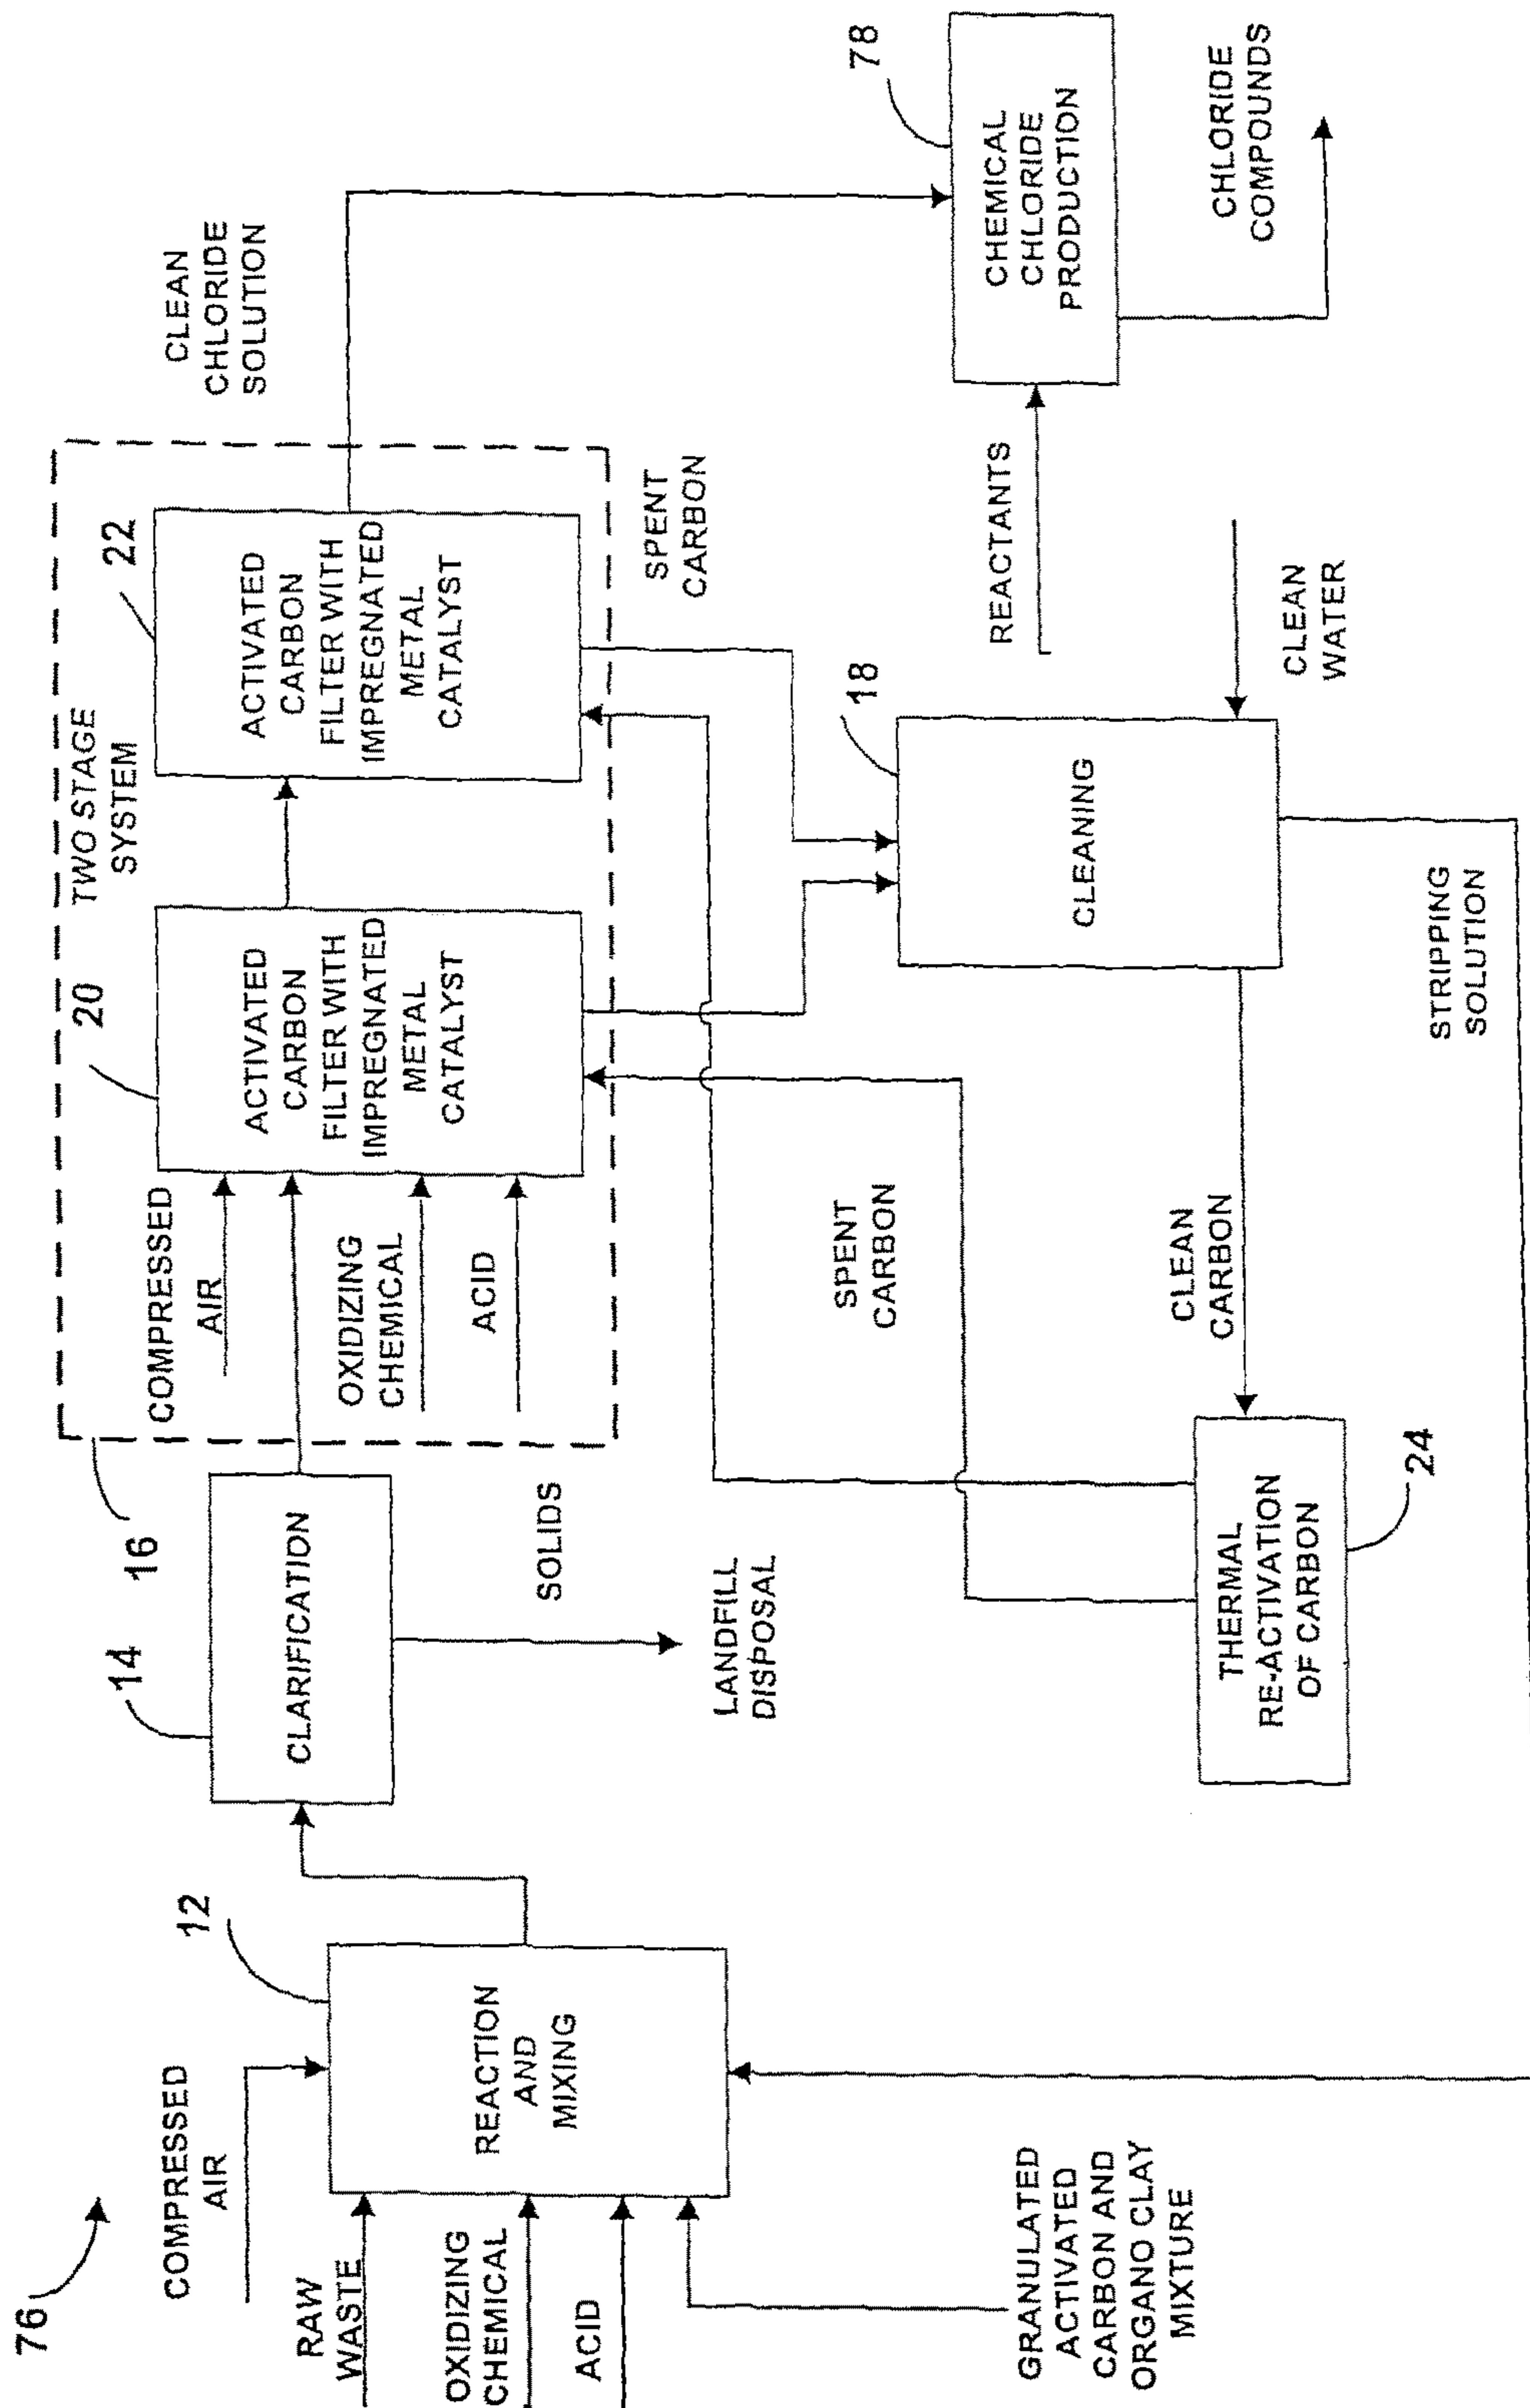 76
COMPRESSED
AIR
RAW
WASTE
OXIDIZING
CHEMICAL
ACID
GRANULATED
ACTIVATED
CARBON AND
ORGANO CLAY
MIXTURE
12
REACTION
AND
MIXING
14
CLARIFICATION
SOLIDS
LANDFILL
DISPOSAL
16
COMPRESSED
AIR
OXIDIZING
CHEMICAL
ACID
20
TWO STAGE
SYSTEM
ACTIVATED
CARBON
FILTER WITH
IMPREGNATED
METAL
CATALYST
22
ACTIVATED
CARBON
FILTER WITH
IMPREGNATED
METAL
CATALYST
CLEAN
CHLORIDE
SOLUTION
SPENT
CARBON
SPENT
CARBON
18
CLEANING
CLEAN
WATER
CLEAN
CARBON
THERMAL
RE-ACTIVATION
OF CARBON
24
STRIPPING
SOLUTION
REACTANTS
78
CHEMICAL
CHLORIDE
PRODUCTION
CHLORIDE
COMPOUNDS